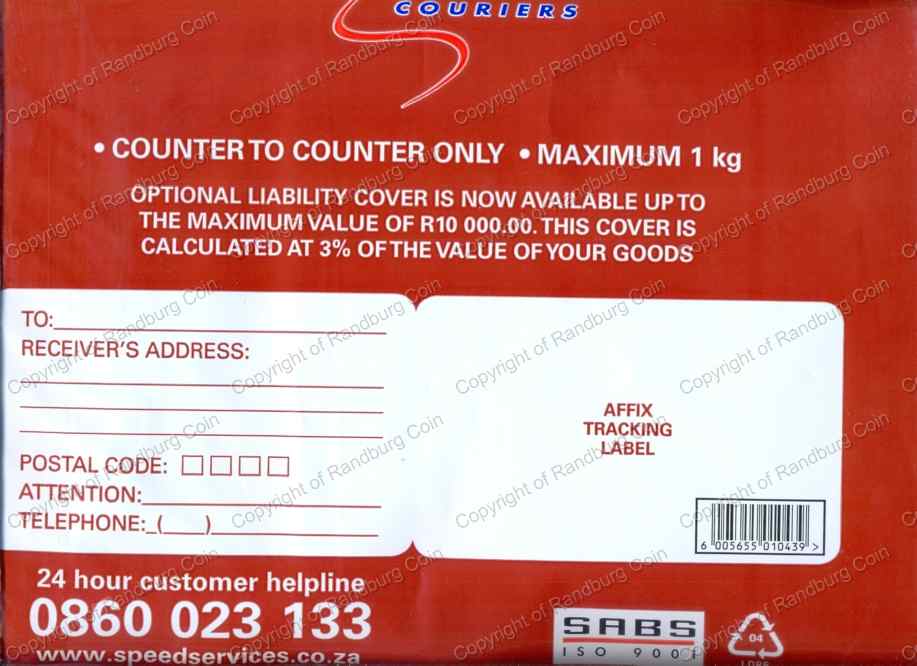 COURIERS
• COUNTER TO COUNTER ONLY • MAXIMUM 1 kg
OPTIONAL LIABILITY COVER IS NOW AVAILABLE UP TO
THE MAXIMUM VALUE OF R10 000.00. THIS COVER IS
CALCULATED AT 3% OF THE VALUE OF YOUR GOODS
TO:
RECEIVER'S ADDRESS:
POSTAL CODE:
ATTENTION:
TELEPHONE: ( )
AFFIX
TRACKING
LABEL
6 005655 010439 >
24 hour customer helpline
0860 023 133
www.speedservices.co.za
SABS
ISO 9001
04
LDPE
Copyright of Randburg Coin